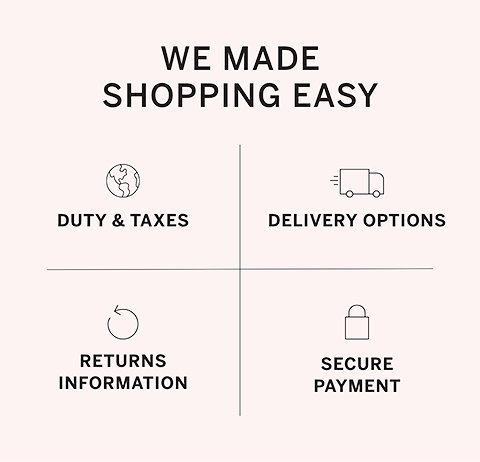 WE MADE
SHOPPING EASY
DUTY & TAXES
DELIVERY OPTIONS
RETURNS
INFORMATION
SECURE
PAYMENT